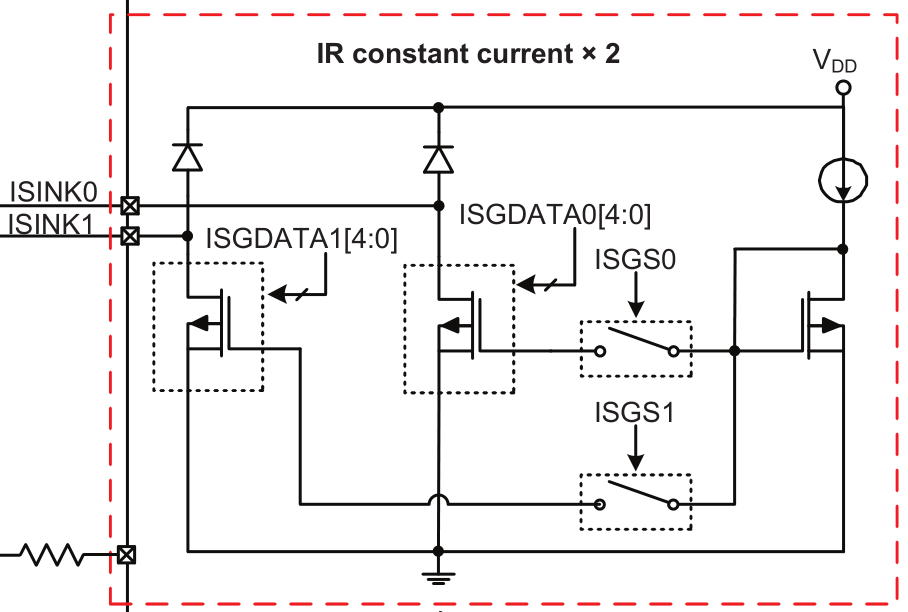 IR constant current × 2
VDD
ISINK0
ISINK1
ISGDATA1[4:0]
ISGDATA0[4:0]
ISGS0
ISGS1